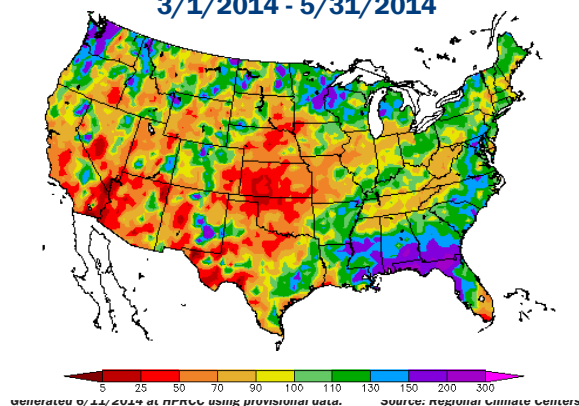 3/1/2014 - 5/31/2014
5 25 50 70 90 100 110 130 150 200 300
Generated 6/11/2014 at HPRCC using provisional data. Source: Regional Climate Centers